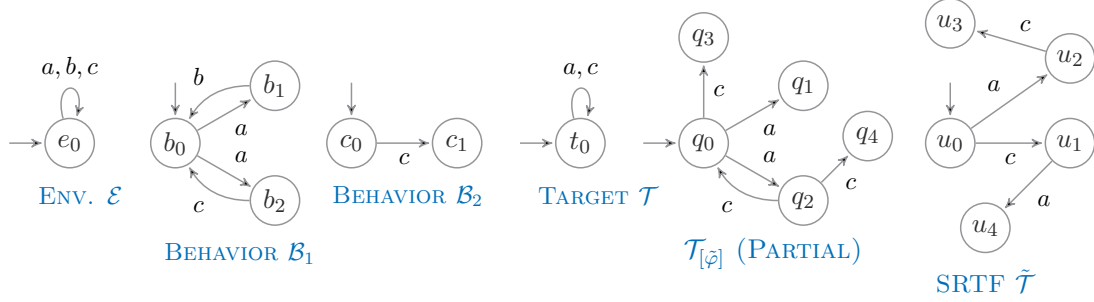 a, b, c
e₀
ENV. ℰ
b₀
b
b₁
a
a
b₂
c
BEHAVIOR ℬ₁
c₀
c
c₁
BEHAVIOR ℬ₂
a, c
t₀
TARGET 𝒯
q₃
c
q₀
a
q₁
a
q₄
c
c
q₂
𝒯[φ̃] (PARTIAL)
u₃
c
u₂
a
u₀
c
u₁
a
u₄
SRTF 𝒯̃